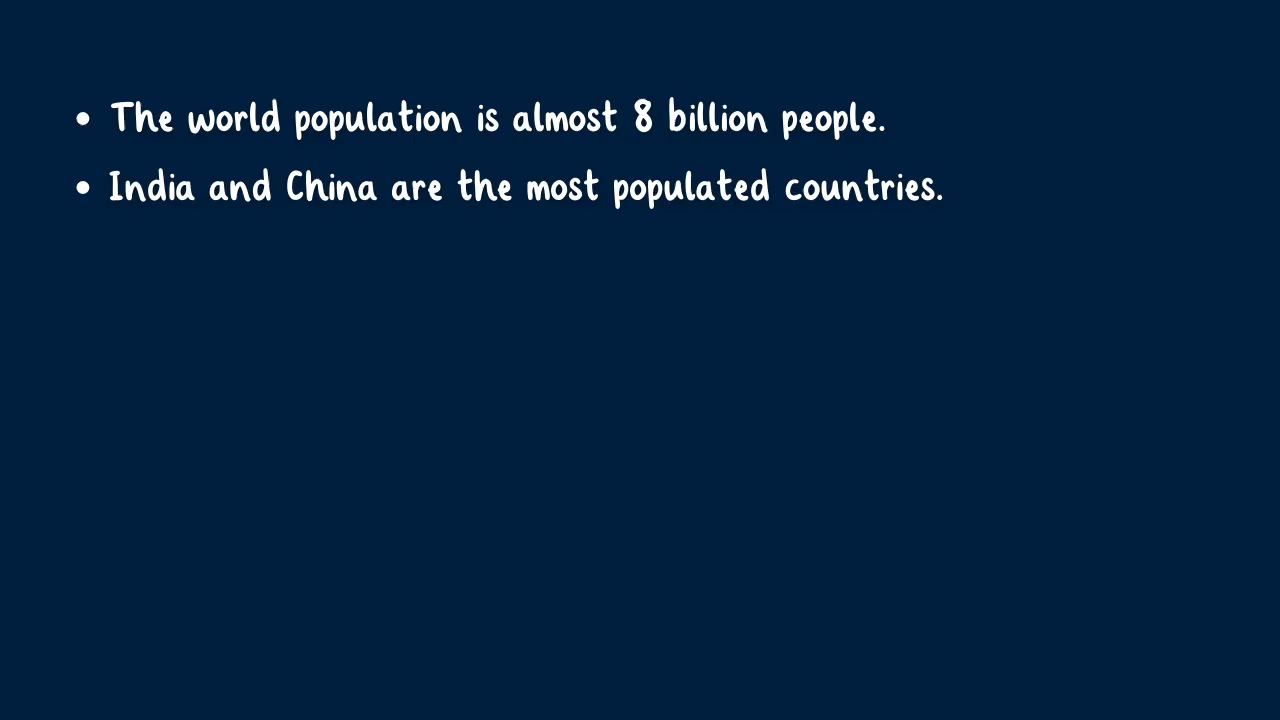 • The world population is almost 8 billion people.
• India and China are the most populated countries.